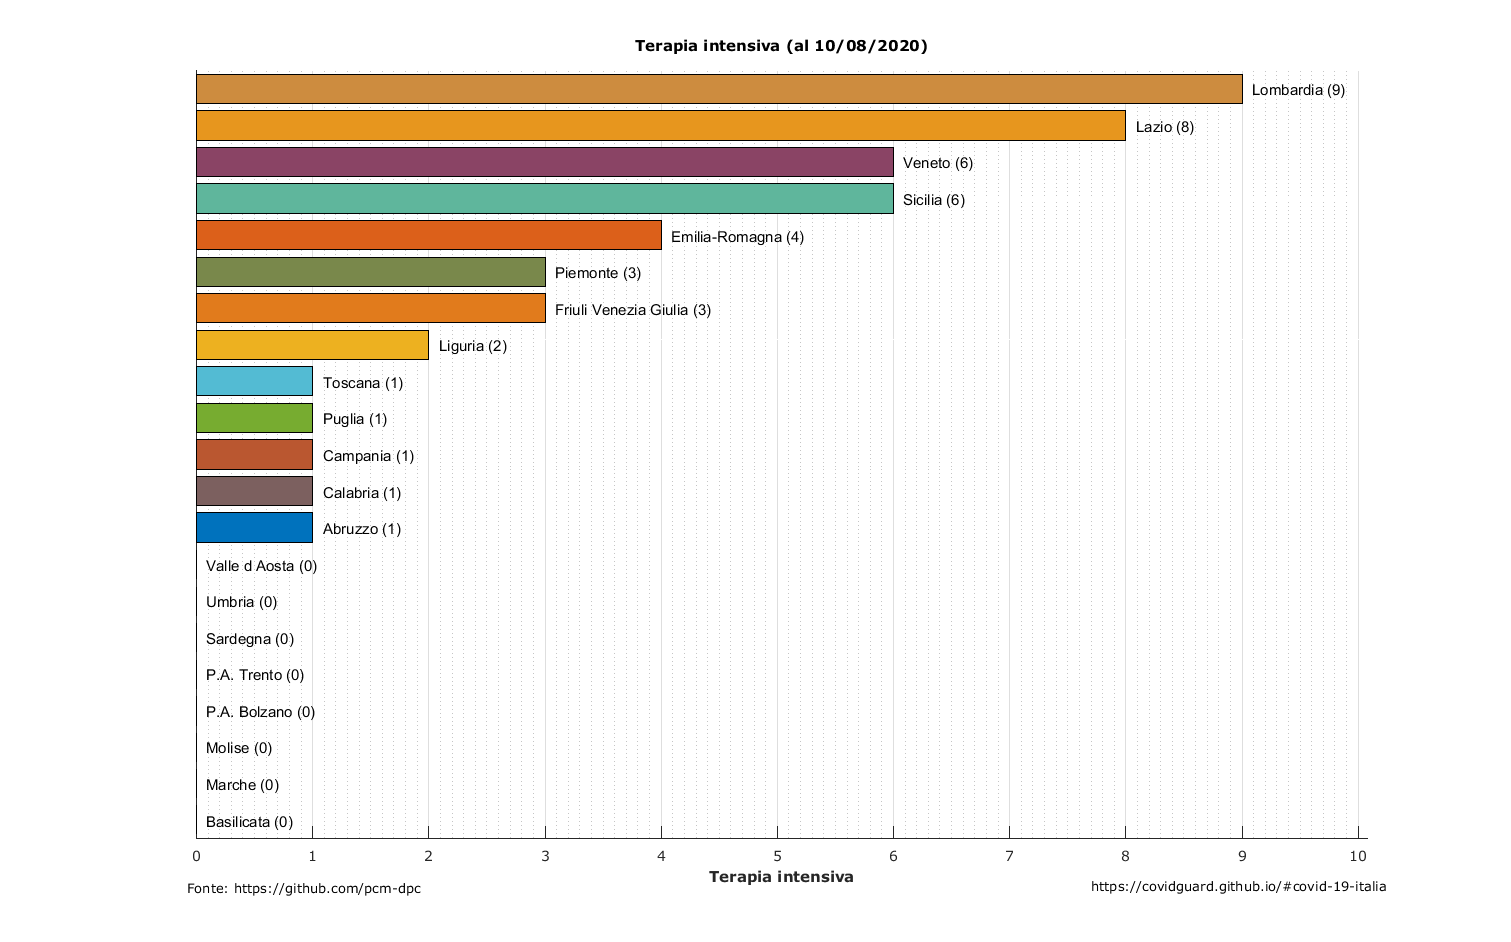 Terapia intensiva (al 10/08/2020)
Lombardia (9)
Lazio (8)
Veneto (6)
Sicilia (6)
Emilia-Romagna (4)
Piemonte (3)
Friuli Venezia Giulia (3)
Liguria (2)
Toscana (1)
Puglia (1)
Campania (1)
Calabria (1)
Abruzzo (1)
Valle d Aosta (0)
Umbria (0)
Sardegna (0)
P.A. Trento (0)
P.A. Bolzano (0)
Molise (0)
Marche (0)
Basilicata (0)
0 1 2 3 4 5 6 7 8 9 10
Terapia intensiva
Fonte: https://github.com/pcm-dpc
https://covidguard.github.io/#covid-19-italia